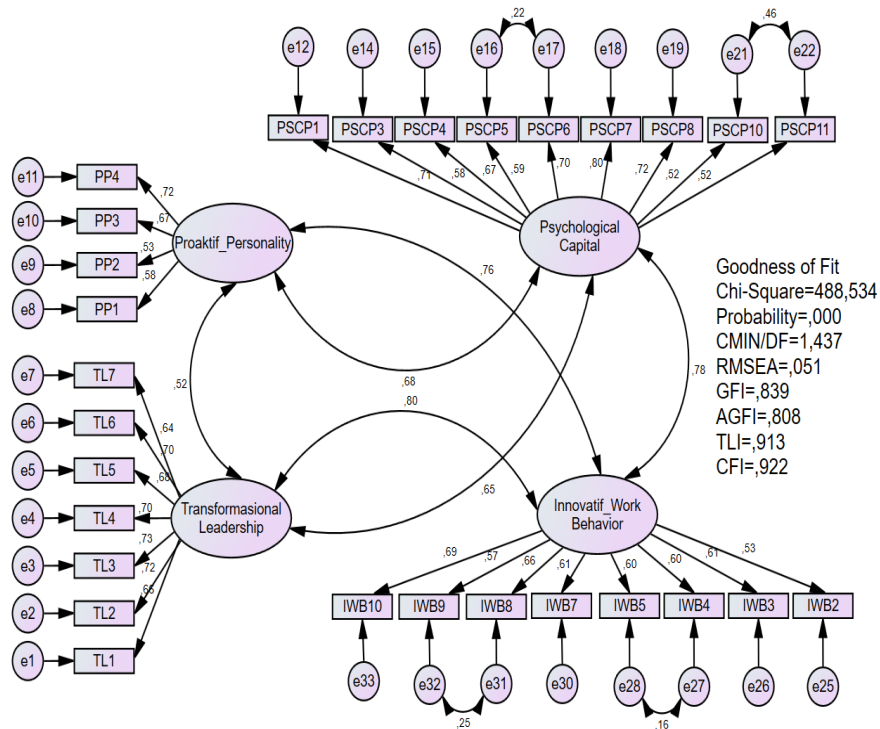 ,22
,46
e12
e14
e15
e16
e17
e18
e19
e21
e22
PSCP1
PSCP3
PSCP4
PSCP5
PSCP6
PSCP7
PSCP8
PSCP10
PSCP11
,71
,58
,67
,59
,70
,80
,72
,52
,52
Psychological
Capital
e11
PP4
e10
PP3
e9
PP2
e8
PP1
,72
,67
,53
,58
Proaktif_Personality
,76
,68
,80
,52
,78
,65
Goodness of Fit
Chi-Square=488,534
Probability=,000
CMIN/DF=1,437
RMSEA=,051
GFI=,839
AGFI=,808
TLI=,913
CFI=,922
e7
TL7
e6
TL6
e5
TL5
e4
TL4
e3
TL3
e2
TL2
e1
TL1
,64
,70
,68
,70
,73
,72
Transformasional
Leadership
Innovatif_Work
Behavior
,69
,57
,66
,61
,60
,60
,61
,53
IWB10
IWB9
IWB8
IWB7
IWB5
IWB4
IWB3
IWB2
e33
e32
e31
e30
e28
e27
e26
e25
,25
,16